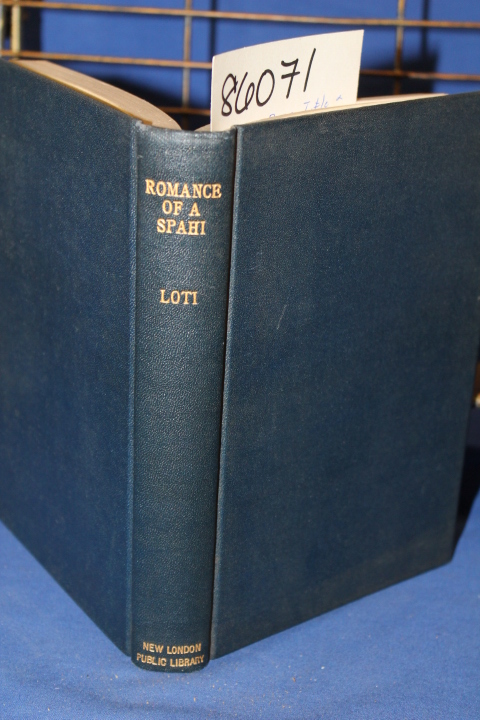 86071
ROMANCE
OF A
SPAHI
LOTI
NEW LONDON
PUBLIC LIBRARY